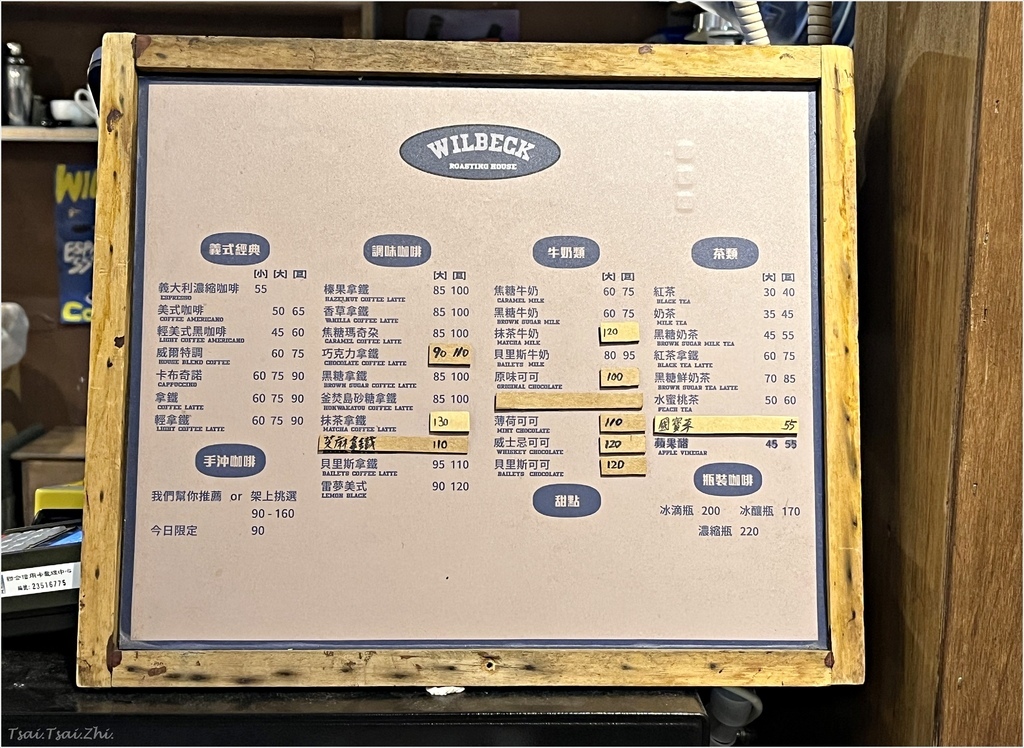 WILBECK
ROASTING HOUSE
義式經典
[小] [大] [巨]
義大利濃縮咖啡 55
ESPRESSO
美式咖啡 50 65
COFFEE AMERICANO
輕美式黑咖啡 45 60
LIGHT COFFEE AMERICANO
威爾特調 60 75
HOUSE BLEND COFFEE
卡布奇諾 60 75 90
CAPPUCCINO
拿鐵 60 75 90
COFFEE LATTE
輕拿鐵 60 75 90
LIGHT COFFEE LATTE
手沖咖啡
我們幫你推薦 or 架上挑選
90 - 160
今日限定 90
調味咖啡
[大] [巨]
榛果拿鐵 85 100
HAZELNUT COFFEE LATTE
香草拿鐵 85 100
VANILLA COFFEE LATTE
焦糖瑪奇朵 85 100
CARAMEL COFFEE LATTE
巧克力拿鐵 90 110
CHOCOLATE COFFEE LATTE
黑糖拿鐵 85 100
BROWN SUGAR COFFEE LATTE
釜焚島砂糖拿鐵 85 100
HOKWAKATOU COFFEE LATTE
抹茶拿鐵 130
MATCHA COFFEE LATTE
芝麻拿鐵 110
貝里斯拿鐵 95 110
BAILEYS COFFEE LATTE
雷夢美式 90 120
LEMON BLACK
牛奶類
[大] [巨]
焦糖牛奶 60 75
CARAMEL MILK
黑糖牛奶 60 75
BROWN SUGAR MILK
抹茶牛奶 120
MATCHA MILK
貝里斯牛奶 80 95
BAILEYS MILK
原味可可 100
ORIGINAL CHOCOLATE
薄荷可可 110
MINT CHOCOLATE
威士忌可可 120
WHISKEY CHOCOLATE
貝里斯可可 120
BAILEYS CHOCOLATE
甜點
茶類
[大] [巨]
紅茶 30 40
BLACK TEA
奶茶 35 45
MILK TEA
黑糖奶茶 45 55
BROWN SUGAR MILK TEA
紅茶拿鐵 60 75
BLACK TEA LATTE
黑糖鮮奶茶 70 85
BROWN SUGAR TEA LATTE
水蜜桃茶 50 60
PEACH TEA
國寶茶 55
蘋果醋 45 55
APPLE VINEGAR
瓶裝咖啡
冰滴瓶 200 冰釀瓶 170
濃縮瓶 220
聯合信用卡處理中心
23516775
Tsai.Tsai.Zhi.